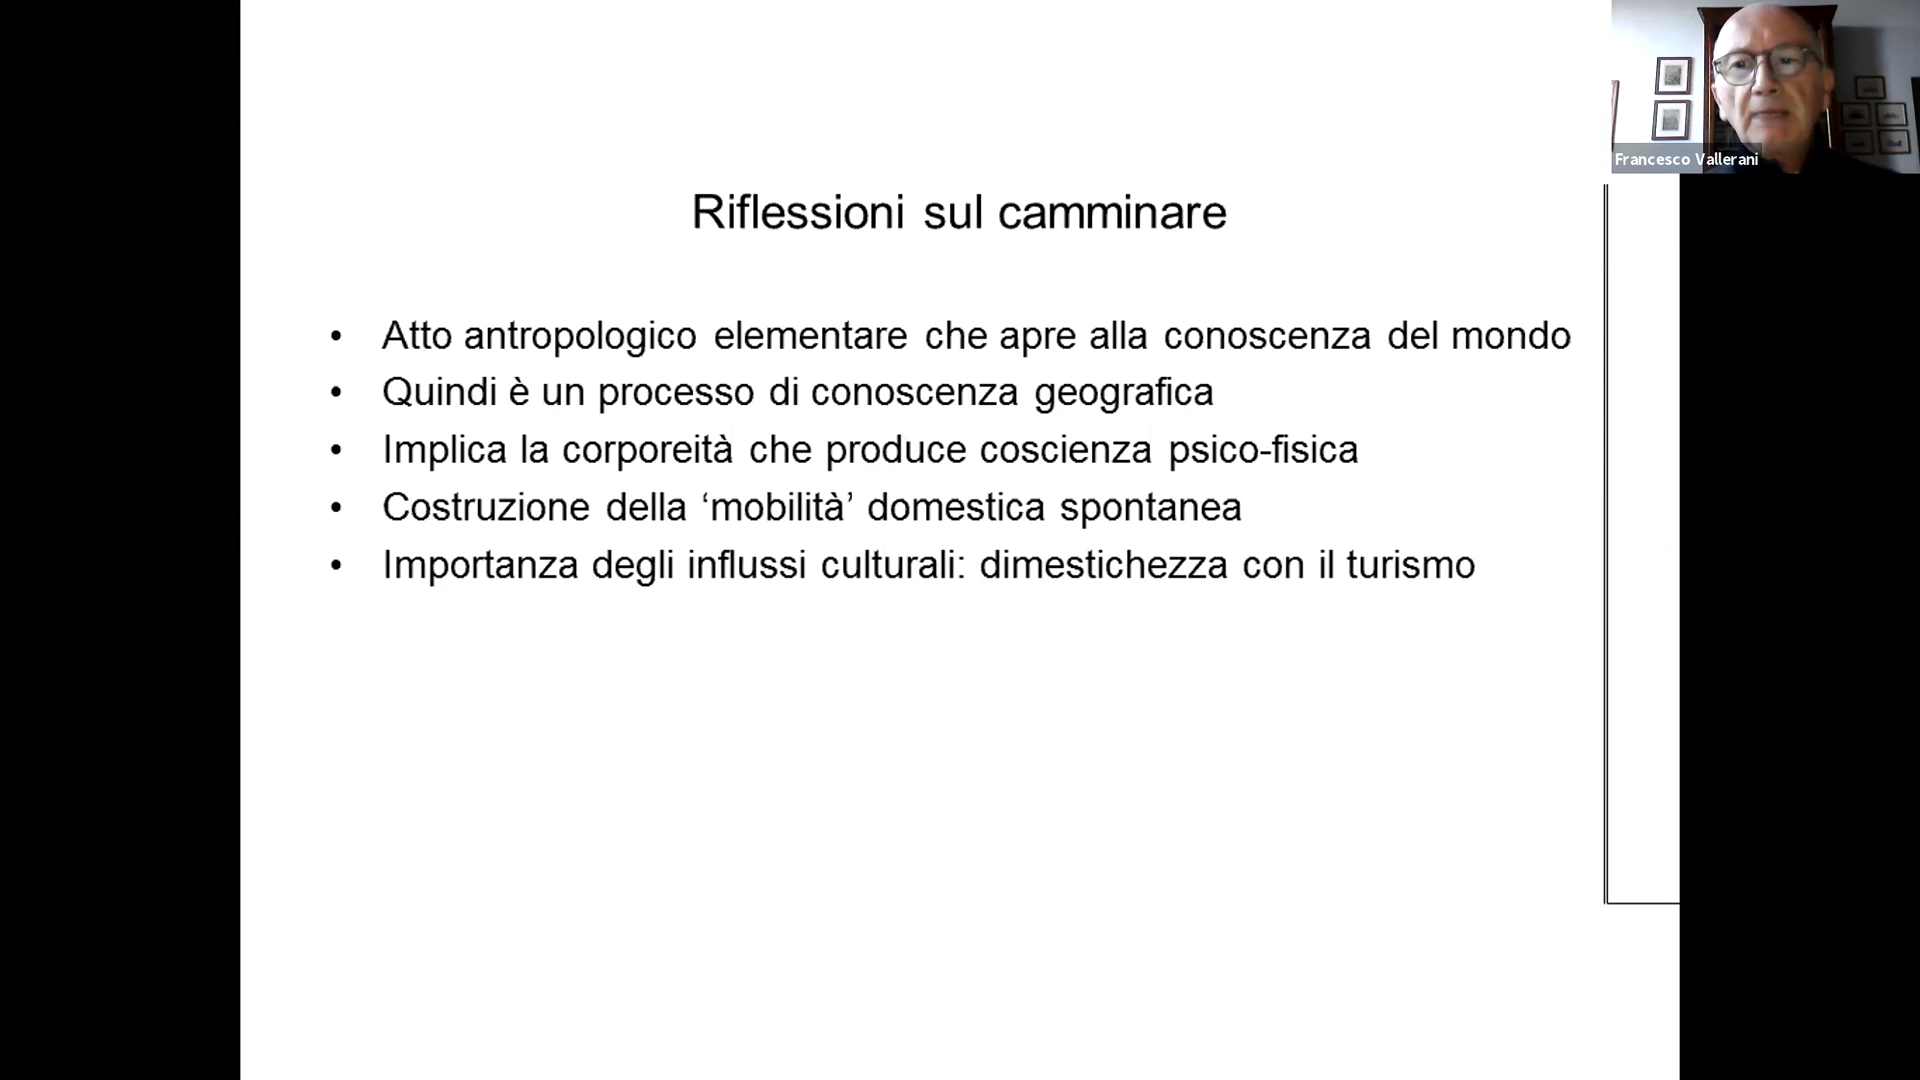 Francesco Vallerani
Riflessioni sul camminare
• Atto antropologico elementare che apre alla conoscenza del mondo
• Quindi è un processo di conoscenza geografica
• Implica la corporeità che produce coscienza psico-fisica
• Costruzione della ‘mobilità’ domestica spontanea
• Importanza degli influssi culturali: dimestichezza con il turismo